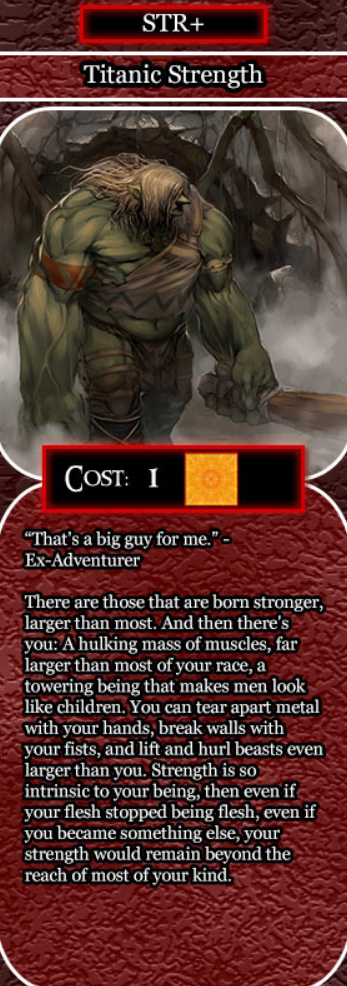 STR+
Titanic Strength
COST: 1
“That's a big guy for me.” -
Ex-Adventurer
There are those that are born stronger,
larger than most. And then there's
you: A hulking mass of muscles, far
larger than most of your race, a
towering being that makes men look
like children. You can tear apart metal
with your hands, break walls with
your fists, and lift and hurl beasts even
larger than you. Strength is so
intrinsic to your being, then even if
your flesh stopped being flesh, even if
you became something else, your
strength would remain beyond the
reach of most of your kind.